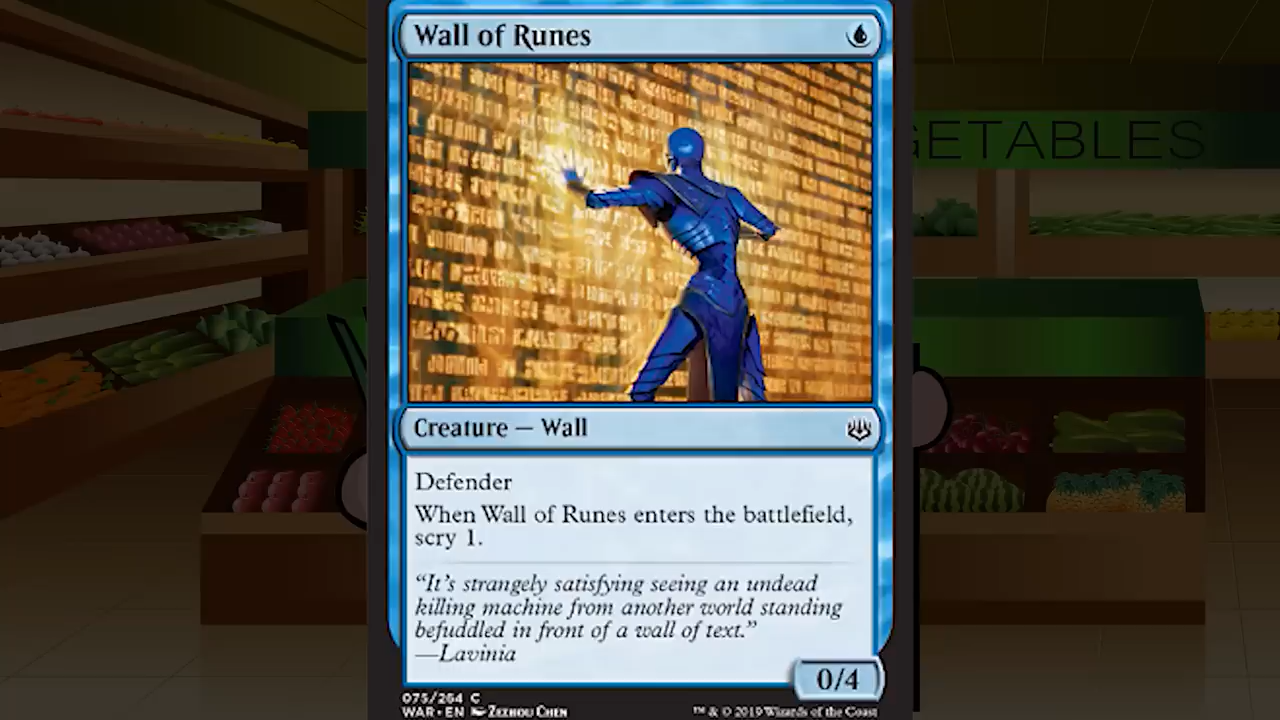 Wall of Runes
GETABLES
Creature — Wall
Defender
When Wall of Runes enters the battlefield,
scry 1.
“It’s strangely satisfying seeing an undead
killing machine from another world standing
befuddled in front of a wall of text.”
—Lavinia
0/4
075/264 C
WAR • EN Zezhou Chen
™ & © 2019 Wizards of the Coast